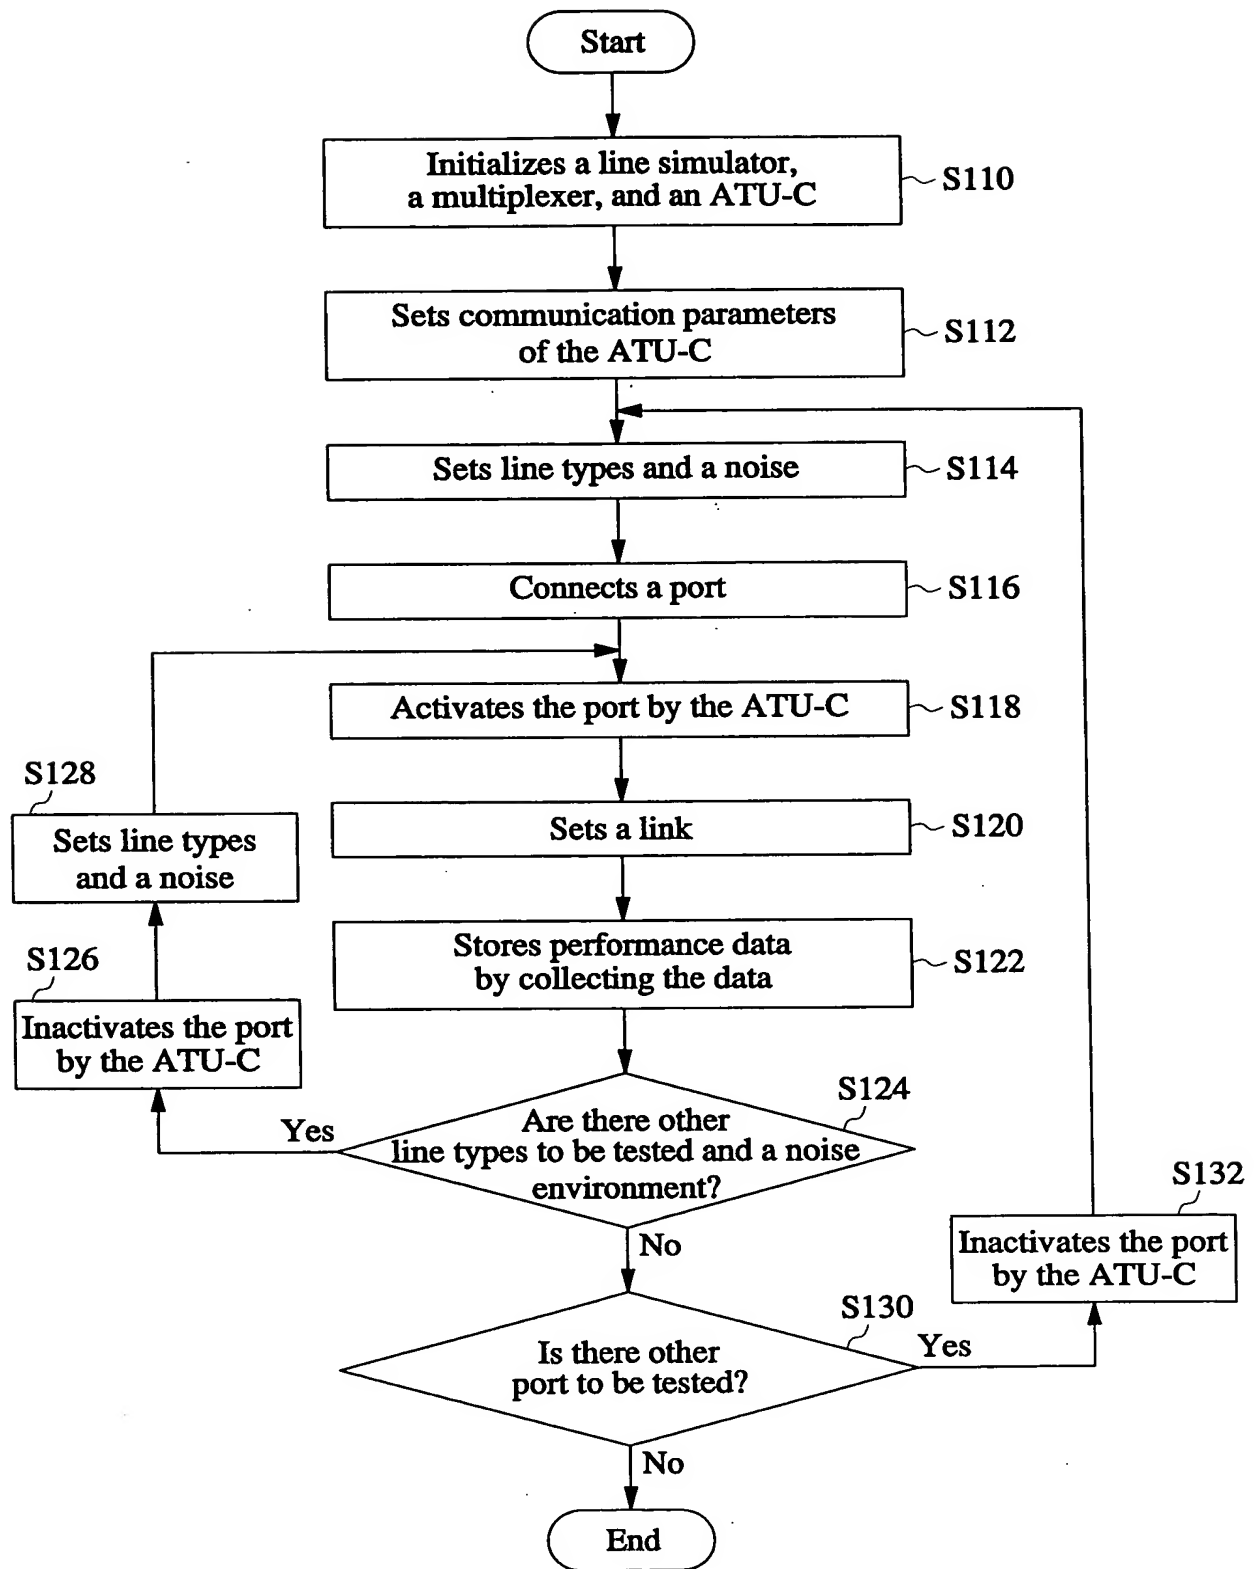 Start
Initializes a line simulator,
a multiplexer, and an ATU-C
S110
Sets communication parameters
of the ATU-C
S112
Sets line types and a noise
S114
Connects a port
S116
Activates the port by the ATU-C
S118
S128
Sets line types
and a noise
Sets a link
S120
Stores performance data
by collecting the data
S122
S126
Inactivates the port
by the ATU-C
S124
Are there other
line types to be tested and a noise
environment?
Yes
No
S132
Inactivates the port
by the ATU-C
S130
Is there other
port to be tested?
Yes
No
End